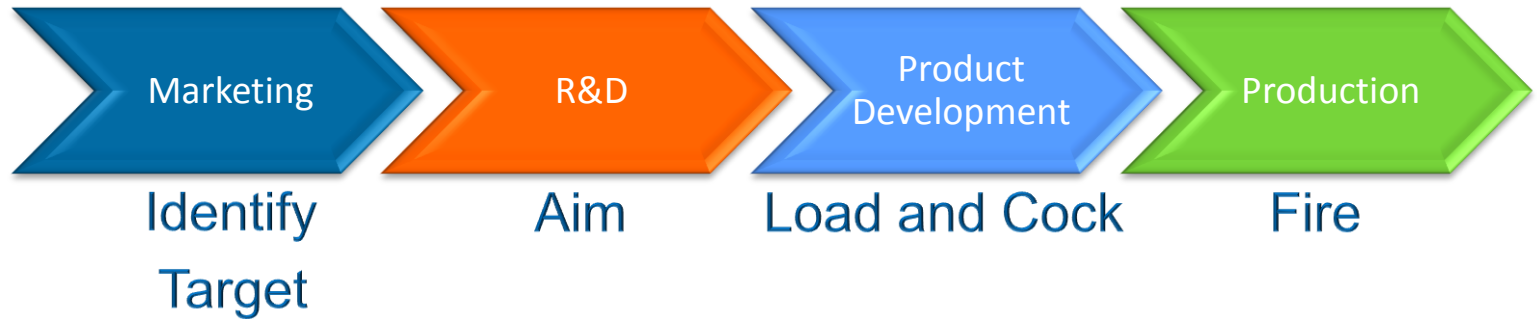 Marketing
R&D
Product
Development
Production
Identify
Target
Aim
Load and Cock
Fire